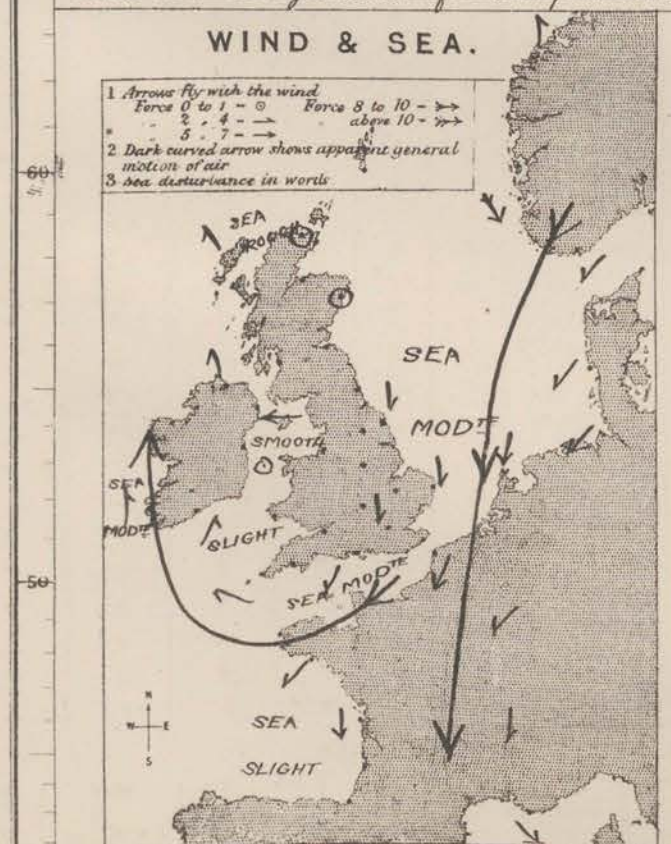 WIND & SEA.
1 Arrows fly with the wind
Force 0 to 1 - ⊙ Force 8 to 10 -
" 2 " 4 - " above 10 -
" 5 " 7 -
2 Dark curved arrow shows apparent general
motion of air
3 Sea disturbance in words
60
SEA
ROUGH
SEA
MODTE
SMOOTH
SEA
MODTE
SLIGHT
50
SEA MODTE
N
W E
S
SEA
SLIGHT